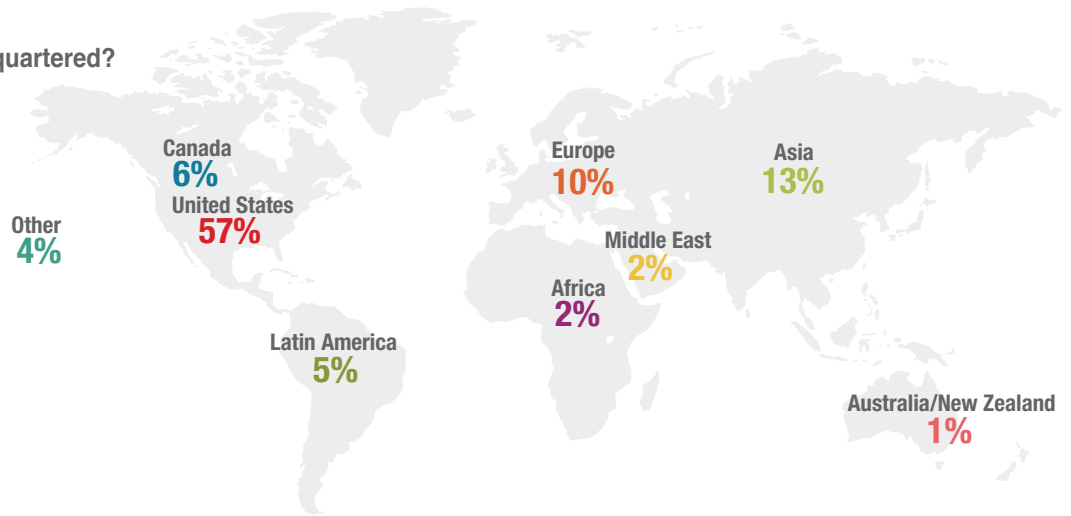 quartered?
Canada
6%
United States
57%
Other
4%
Latin America
5%
Europe
10%
Asia
13%
Middle East
2%
Africa
2%
Australia/New Zealand
1%